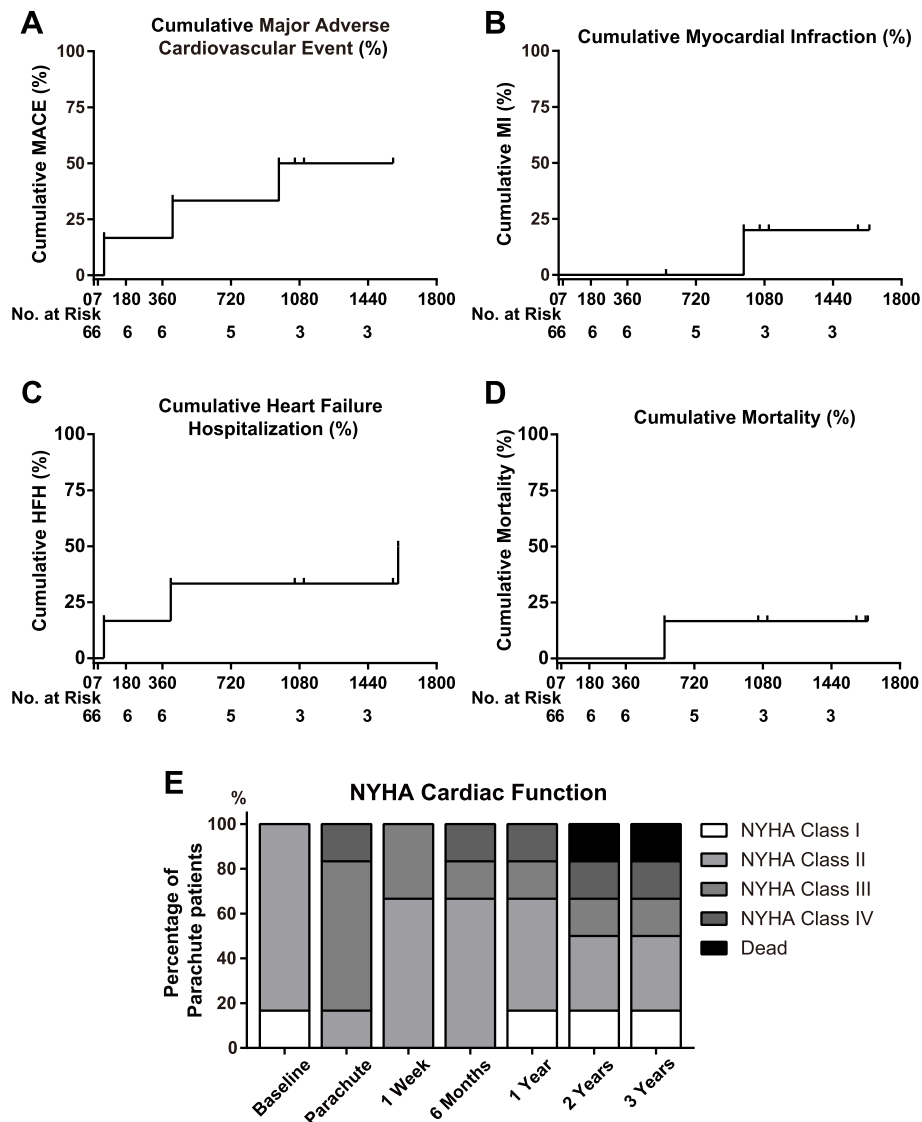 A
Cumulative Major Adverse
Cardiovascular Event (%)
Cumulative MACE (%)
100
75
50
25
0
07 180 360 720 1080 1440 1800
No. at Risk
66 6 6 5 3 3
B
Cumulative Myocardial Infraction (%)
Cumulative MI (%)
100
75
50
25
0
07 180 360 720 1080 1440 1800
No. at Risk
66 6 6 5 3 3
C
Cumulative Heart Failure
Hospitalization (%)
Cumulative HFH (%)
100
75
50
25
0
07 180 360 720 1080 1440 1800
No. at Risk
66 6 6 5 3 3
D
Cumulative Mortality (%)
Cumulative Mortality (%)
100
75
50
25
0
07 180 360 720 1080 1440 1800
No. at Risk
66 6 6 5 3 3
E
NYHA Cardiac Function
%
Percentage of
Parachute patients
100
80
60
40
20
0
Baseline
Parachute
1 Week
6 Months
1 Year
2 Years
3 Years
NYHA Class I
NYHA Class II
NYHA Class III
NYHA Class IV
Dead